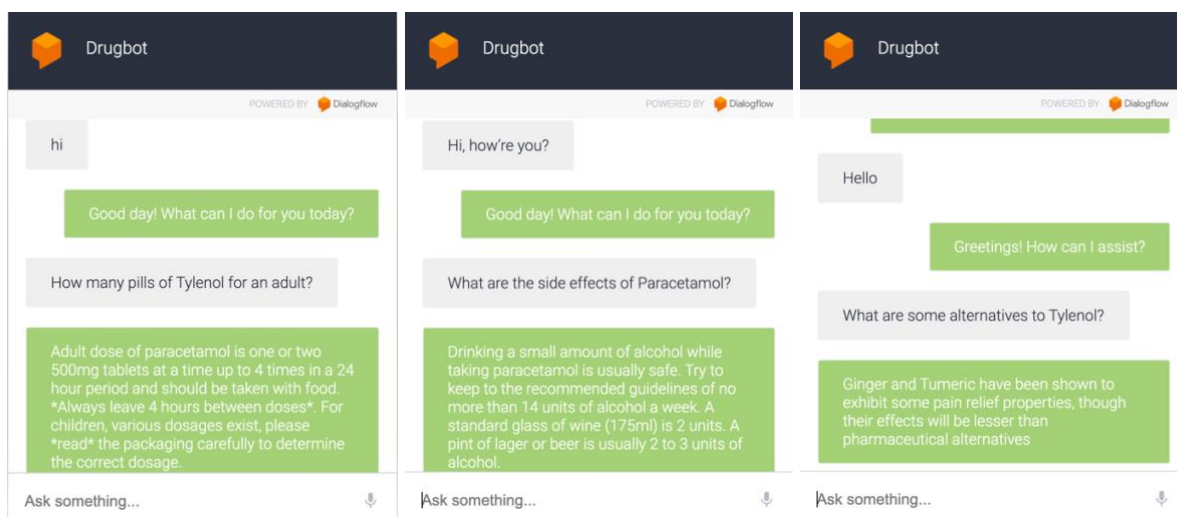 Drugbot
POWERED BY Dialogflow
hi
Good day! What can I do for you today?
How many pills of Tylenol for an adult?
Adult dose of paracetamol is one or two
500mg tablets at a time up to 4 times in a 24
hour period and should be taken with food.
*Always leave 4 hours between doses*. For
children, various dosages exist, please
*read* the packaging carefully to determine
the correct dosage.
Ask something...
Drugbot
POWERED BY Dialogflow
Hi, how're you?
Good day! What can I do for you today?
What are the side effects of Paracetamol?
Drinking a small amount of alcohol while
taking paracetamol is usually safe. Try to
keep to the recommended guidelines of no
more than 14 units of alcohol a week. A
standard glass of wine (175ml) is 2 units. A
pint of lager or beer is usually 2 to 3 units of
alcohol.
Ask something...
Drugbot
POWERED BY Dialogflow
Hello
Greetings! How can I assist?
What are some alternatives to Tylenol?
Ginger and Tumeric have been shown to
exhibit some pain relief properties, though
their effects will be lesser than
pharmaceutical alternatives
Ask something...